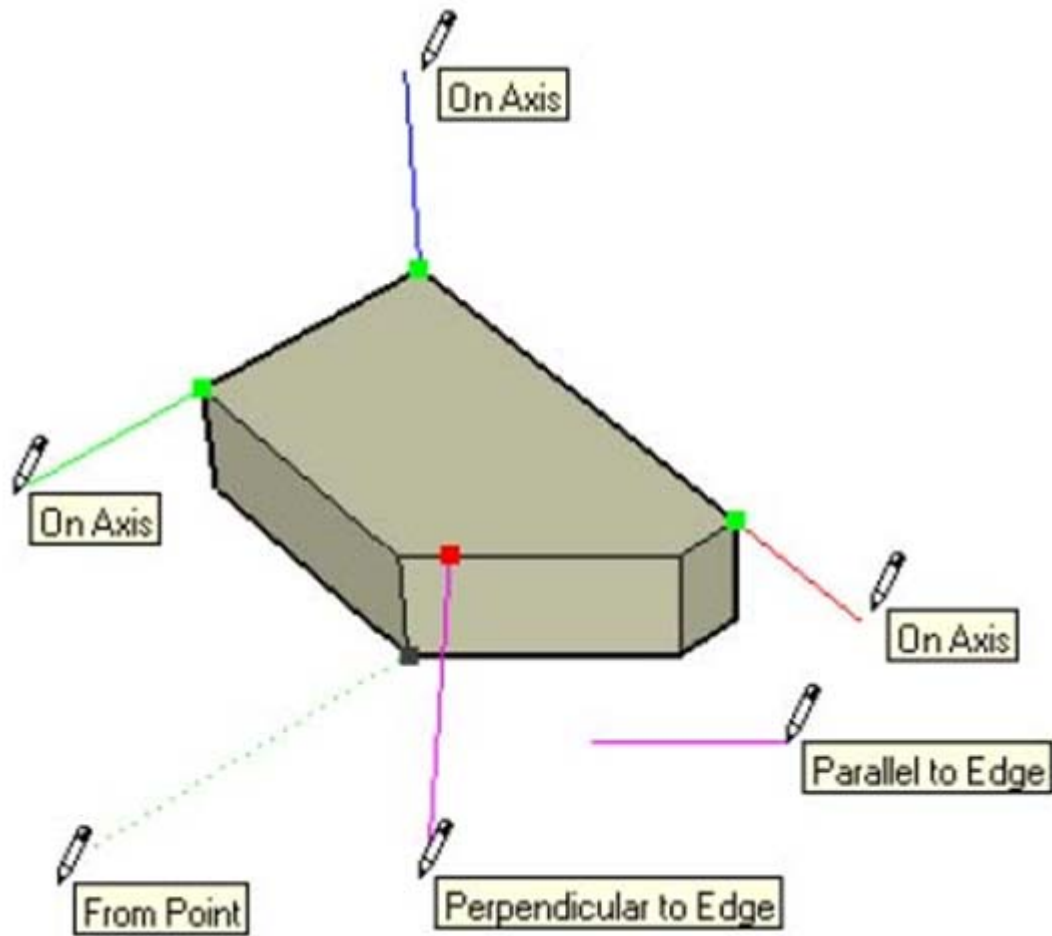 On Axis
On Axis
On Axis
Parallel to Edge
From Point
Perpendicular to Edge